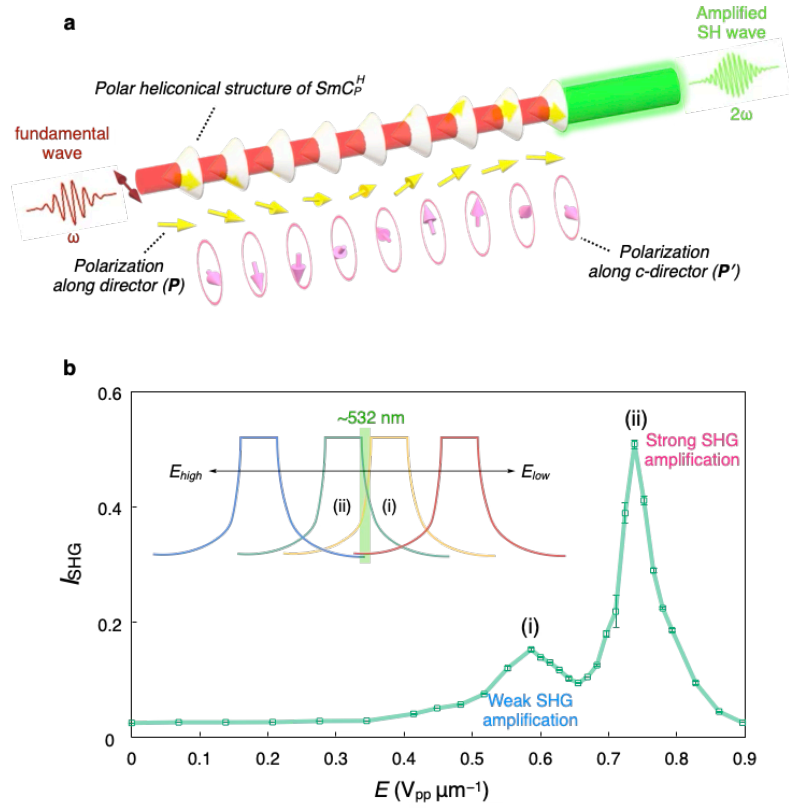 a
Amplified
SH wave
Polar heliconical structure of SmC_P^H
2ω
fundamental
wave
ω
Polarization
along director (P)
Polarization
along c-director (P′)
b
0.6
0.4
0.2
0
I_SHG
~532 nm
E_high
E_low
(ii)
(i)
(ii)
Strong SHG
amplification
(i)
Weak SHG
amplification
0 0.1 0.2 0.3 0.4 0.5 0.6 0.7 0.8 0.9
E (V_pp μm⁻¹)